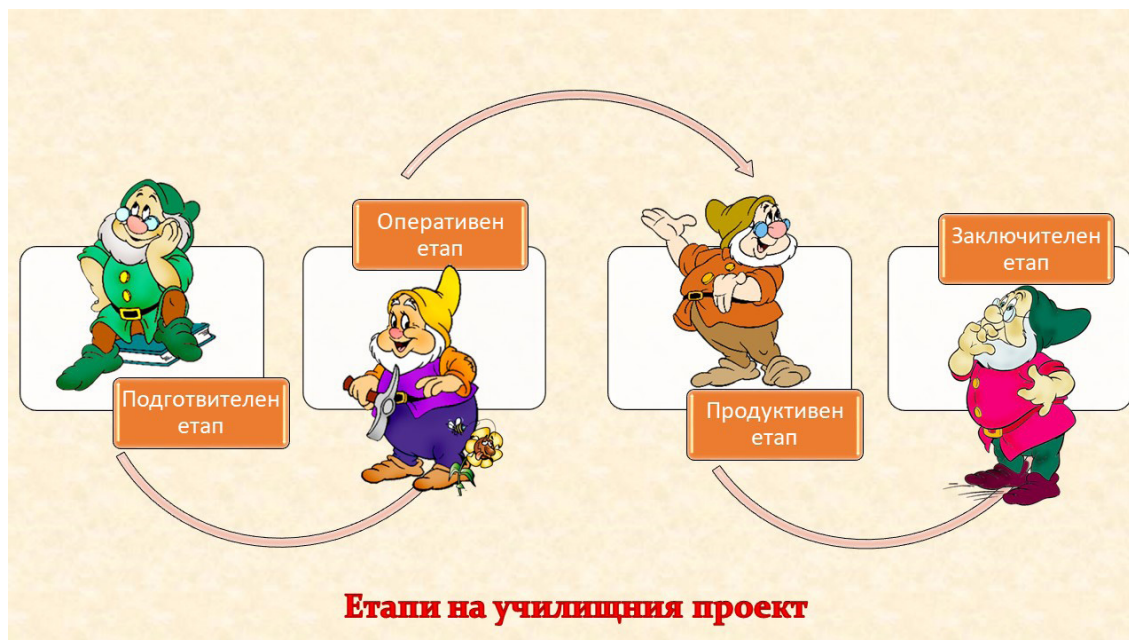 Подготвителен
етап
Оперативен
етап
Продуктивен
етап
Заключителен
етап
Етапи на училищния проект